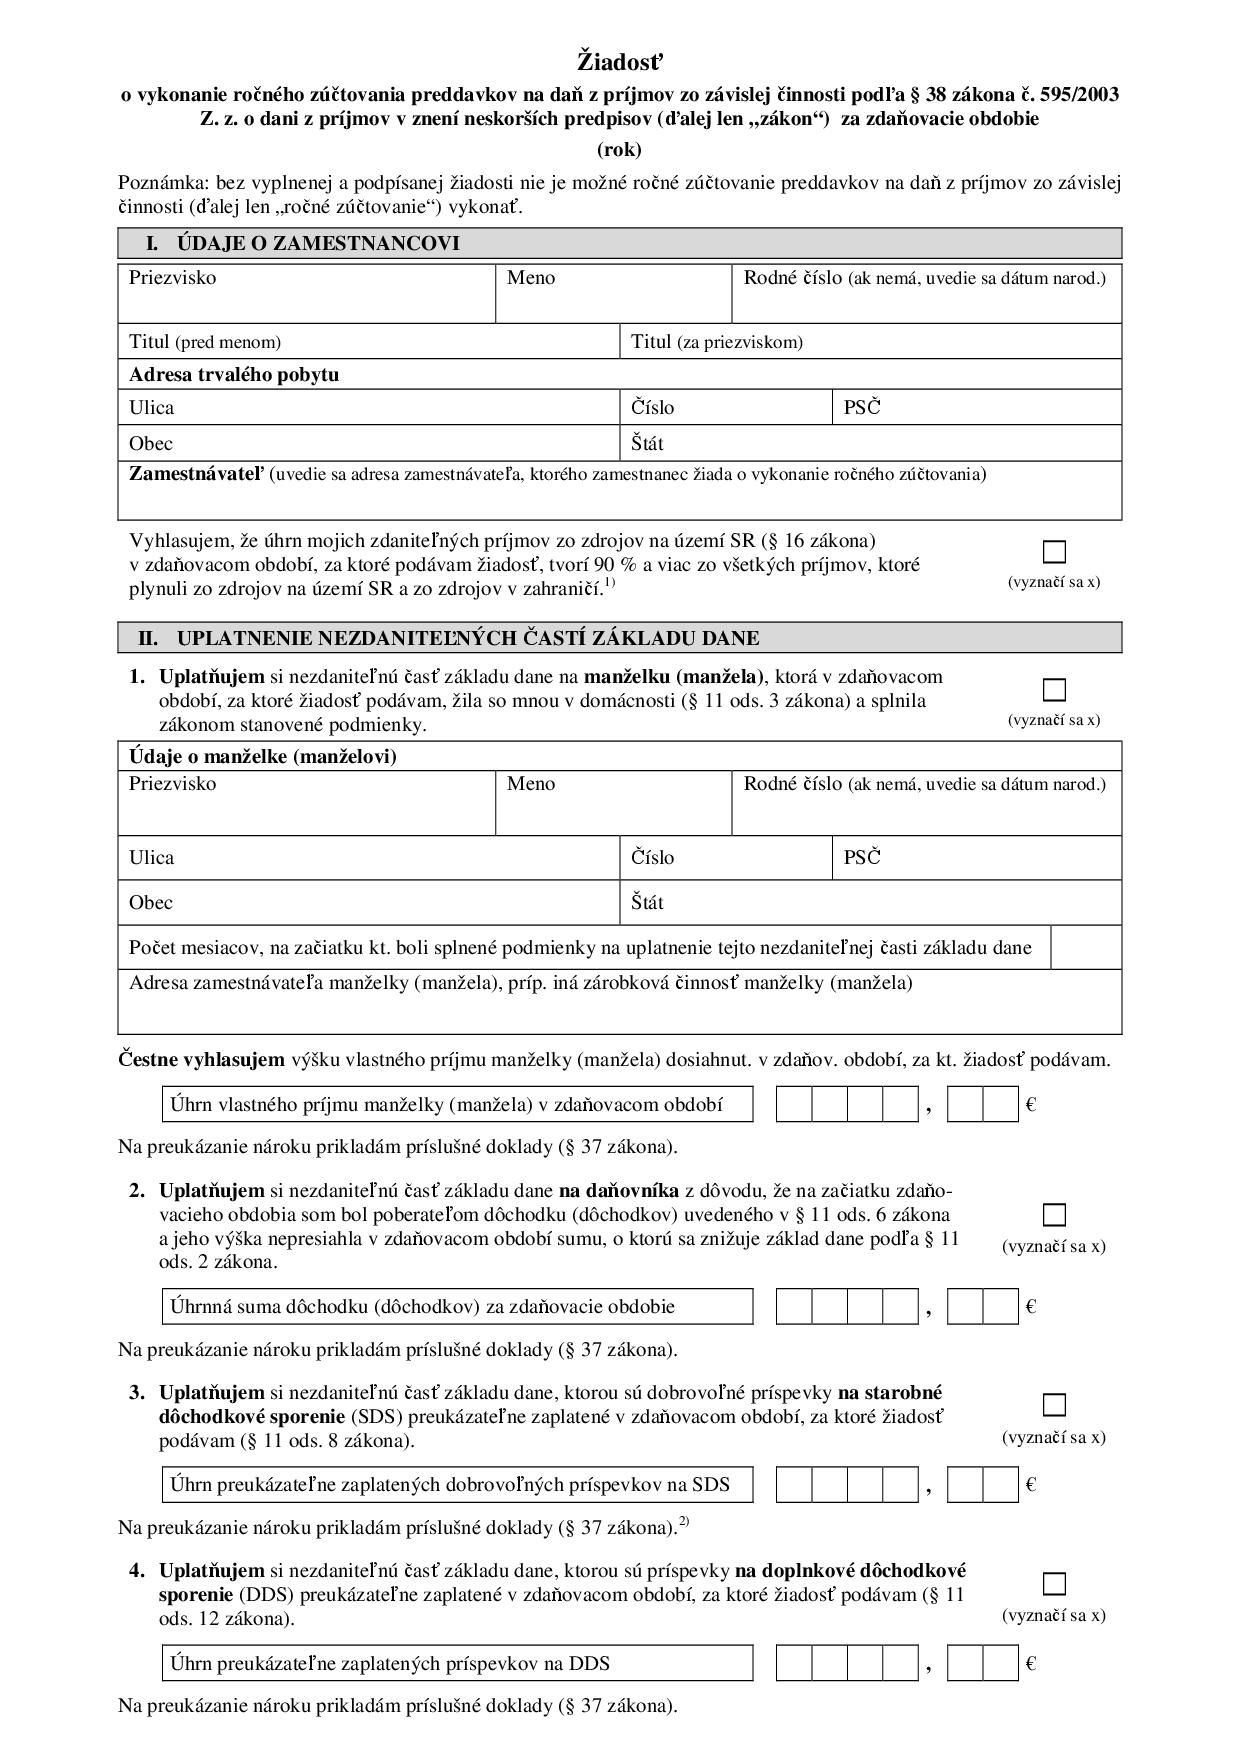 Žiadosť
o vykonanie ročného zúčtovania preddavkov na daň z príjmov zo závislej činnosti podľa § 38 zákona č. 595/2003
Z. z. o dani z príjmov v znení neskorších predpisov (ďalej len „zákon“) za zdaňovacie obdobie
(rok)
Poznámka: bez vyplnenej a podpísanej žiadosti nie je možné ročné zúčtovanie preddavkov na daň z príjmov zo závislej
činnosti (ďalej len „ročné zúčtovanie“) vykonať.
I. ÚDAJE O ZAMESTNANCOVI
Priezvisko Meno Rodné číslo (ak nemá, uvedie sa dátum narod.)
Titul (pred menom) Titul (za priezviskom)
Adresa trvalého pobytu
Ulica Číslo PSČ
Obec Štát
Zamestnávateľ (uvedie sa adresa zamestnávateľa, ktorého zamestnanec žiada o vykonanie ročného zúčtovania)
Vyhlasujem, že úhrn mojich zdaniteľných príjmov zo zdrojov na území SR (§ 16 zákona)
v zdaňovacom období, za ktoré podávam žiadosť, tvorí 90 % a viac zo všetkých príjmov, ktoré
plynuli zo zdrojov na území SR a zo zdrojov v zahraničí.1)
(vyznačí sa x)
II. UPLATNENIE NEZDANITEĽNÝCH ČASTÍ ZÁKLADU DANE
1. Uplatňujem si nezdaniteľnú časť základu dane na manželku (manžela), ktorá v zdaňovacom
období, za ktoré žiadosť podávam, žila so mnou v domácnosti (§ 11 ods. 3 zákona) a splnila
zákonom stanovené podmienky.
(vyznačí sa x)
Údaje o manželke (manželovi)
Priezvisko Meno Rodné číslo (ak nemá, uvedie sa dátum narod.)
Ulica Číslo PSČ
Obec Štát
Počet mesiacov, na začiatku kt. boli splnené podmienky na uplatnenie tejto nezdaniteľnej časti základu dane
Adresa zamestnávateľa manželky (manžela), príp. iná zárobková činnosť manželky (manžela)
Čestne vyhlasujem výšku vlastného príjmu manželky (manžela) dosiahnut. v zdaňov. období, za kt. žiadosť podávam.
Úhrn vlastného príjmu manželky (manžela) v zdaňovacom období , €
Na preukázanie nároku prikladám príslušné doklady (§ 37 zákona).
2. Uplatňujem si nezdaniteľnú časť základu dane na daňovníka z dôvodu, že na začiatku zdaňo-
vacieho obdobia som bol poberateľom dôchodku (dôchodkov) uvedeného v § 11 ods. 6 zákona
a jeho výška nepresiahla v zdaňovacom období sumu, o ktorú sa znižuje základ dane podľa § 11
ods. 2 zákona.
(vyznačí sa x)
Úhrnná suma dôchodku (dôchodkov) za zdaňovacie obdobie , €
Na preukázanie nároku prikladám príslušné doklady (§ 37 zákona).
3. Uplatňujem si nezdaniteľnú časť základu dane, ktorou sú dobrovoľné príspevky na starobné
dôchodkové sporenie (SDS) preukázateľne zaplatené v zdaňovacom období, za ktoré žiadosť
podávam (§ 11 ods. 8 zákona).
(vyznačí sa x)
Úhrn preukázateľne zaplatených dobrovoľných príspevkov na SDS , €
Na preukázanie nároku prikladám príslušné doklady (§ 37 zákona).2)
4. Uplatňujem si nezdaniteľnú časť základu dane, ktorou sú príspevky na doplnkové dôchodkové
sporenie (DDS) preukázateľne zaplatené v zdaňovacom období, za ktoré žiadosť podávam (§ 11
ods. 12 zákona).
(vyznačí sa x)
Úhrn preukázateľne zaplatených príspevkov na DDS , €
Na preukázanie nároku prikladám príslušné doklady (§ 37 zákona).